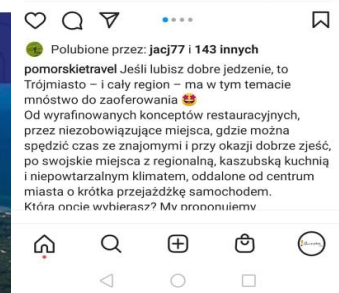 Polubione przez: jacj77 i 143 innych
pomorskietravel Jeśli lubisz dobre jedzenie, to
Trójmiasto – i cały region – ma w tym temacie
mnóstwo do zaoferowania 🤩
Od wyrafinowanych konceptów restauracyjnych,
przez niezobowiązujące miejsca, gdzie można
spędzić czas ze znajomymi i przy okazji dobrze zjeść,
po swojskie miejsca z regionalną, kaszubską kuchnią
i niepowtarzalnym klimatem, oddalone od centrum
miasta o krótka przejażdżkę samochodem.
Którą opcję wybierasz? My proponujemy